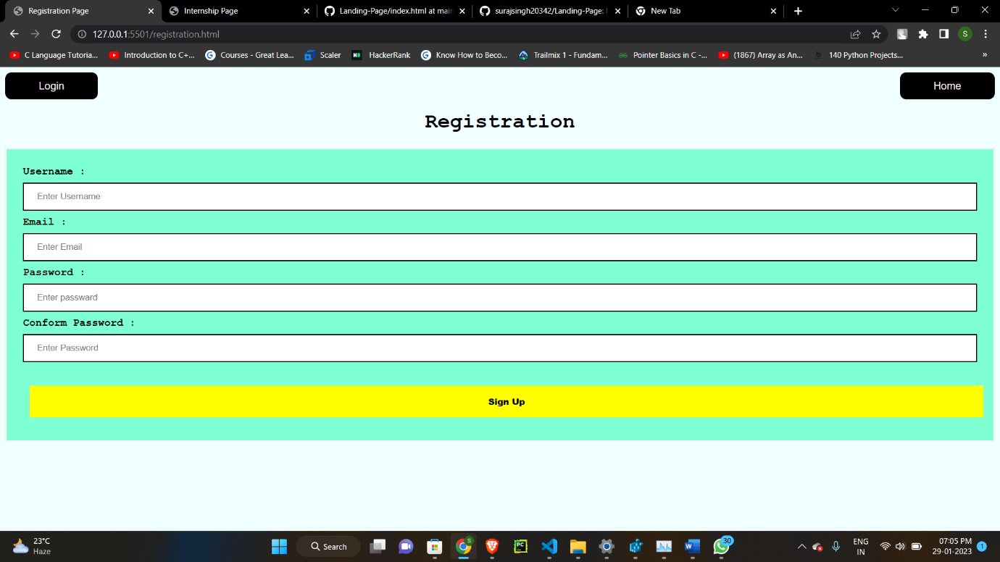 Registration Page
Internship Page
Landing-Page/index.html at main
surajsingh20342/Landing-Page:
New Tab
127.0.0.1:5501/registration.html
S
C Language Tutoria...
Introduction to C+...
Courses - Great Lea...
Scaler
HackerRank
Know How to Beco...
Trailmix 1 - Fundam...
Pointer Basics in C -...
(1867) Array as An...
140 Python Projects...
»
Login
Home
Registration
Username :
Enter Username
Email :
Enter Email
Password :
Enter passward
Conform Password :
Enter Password
Sign Up
23°C
Haze
Search
S
PC
W
30
ENG
IN
07:05 PM
29-01-2023
1